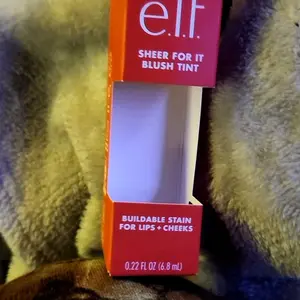 e.l.f.
SHEER FOR IT
BLUSH TINT
BUILDABLE STAIN
FOR LIPS + CHEEKS
0.22 FL OZ (6.8 mL)